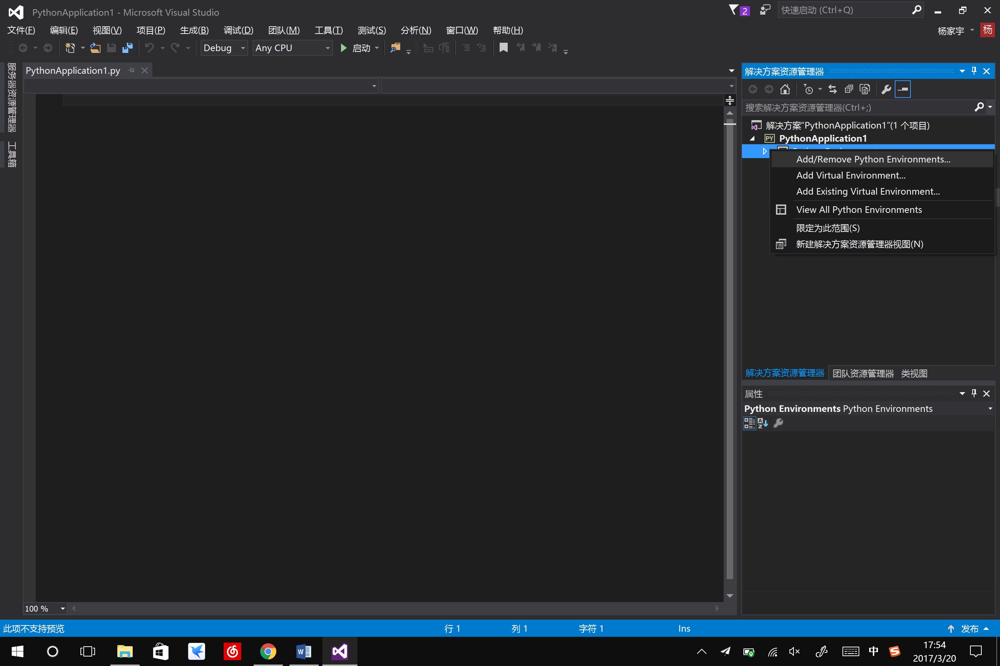 PythonApplication1 - Microsoft Visual Studio
2
快速启动 (Ctrl+Q)
文件(F) 编辑(E) 视图(V) 项目(P) 生成(B) 调试(D) 团队(M) 工具(T) 测试(S) 分析(N) 窗口(W) 帮助(H)
杨家宇 杨
Debug Any CPU 启动
服务器资源管理器
工具箱
PythonApplication1.py
解决方案资源管理器
搜索解决方案资源管理器(Ctrl+;)
解决方案“PythonApplication1”(1 个项目)
PY PythonApplication1
Add/Remove Python Environments...
Add Virtual Environment...
Add Existing Virtual Environment...
View All Python Environments
限定为此范围(S)
新建解决方案资源管理器视图(N)
解决方案资源管理器 团队资源管理器 类视图
属性
Python Environments Python Environments
100 %
此项不支持预览 行 1 列 1 字符 1 Ins 发布
中
17:54
2017/3/20